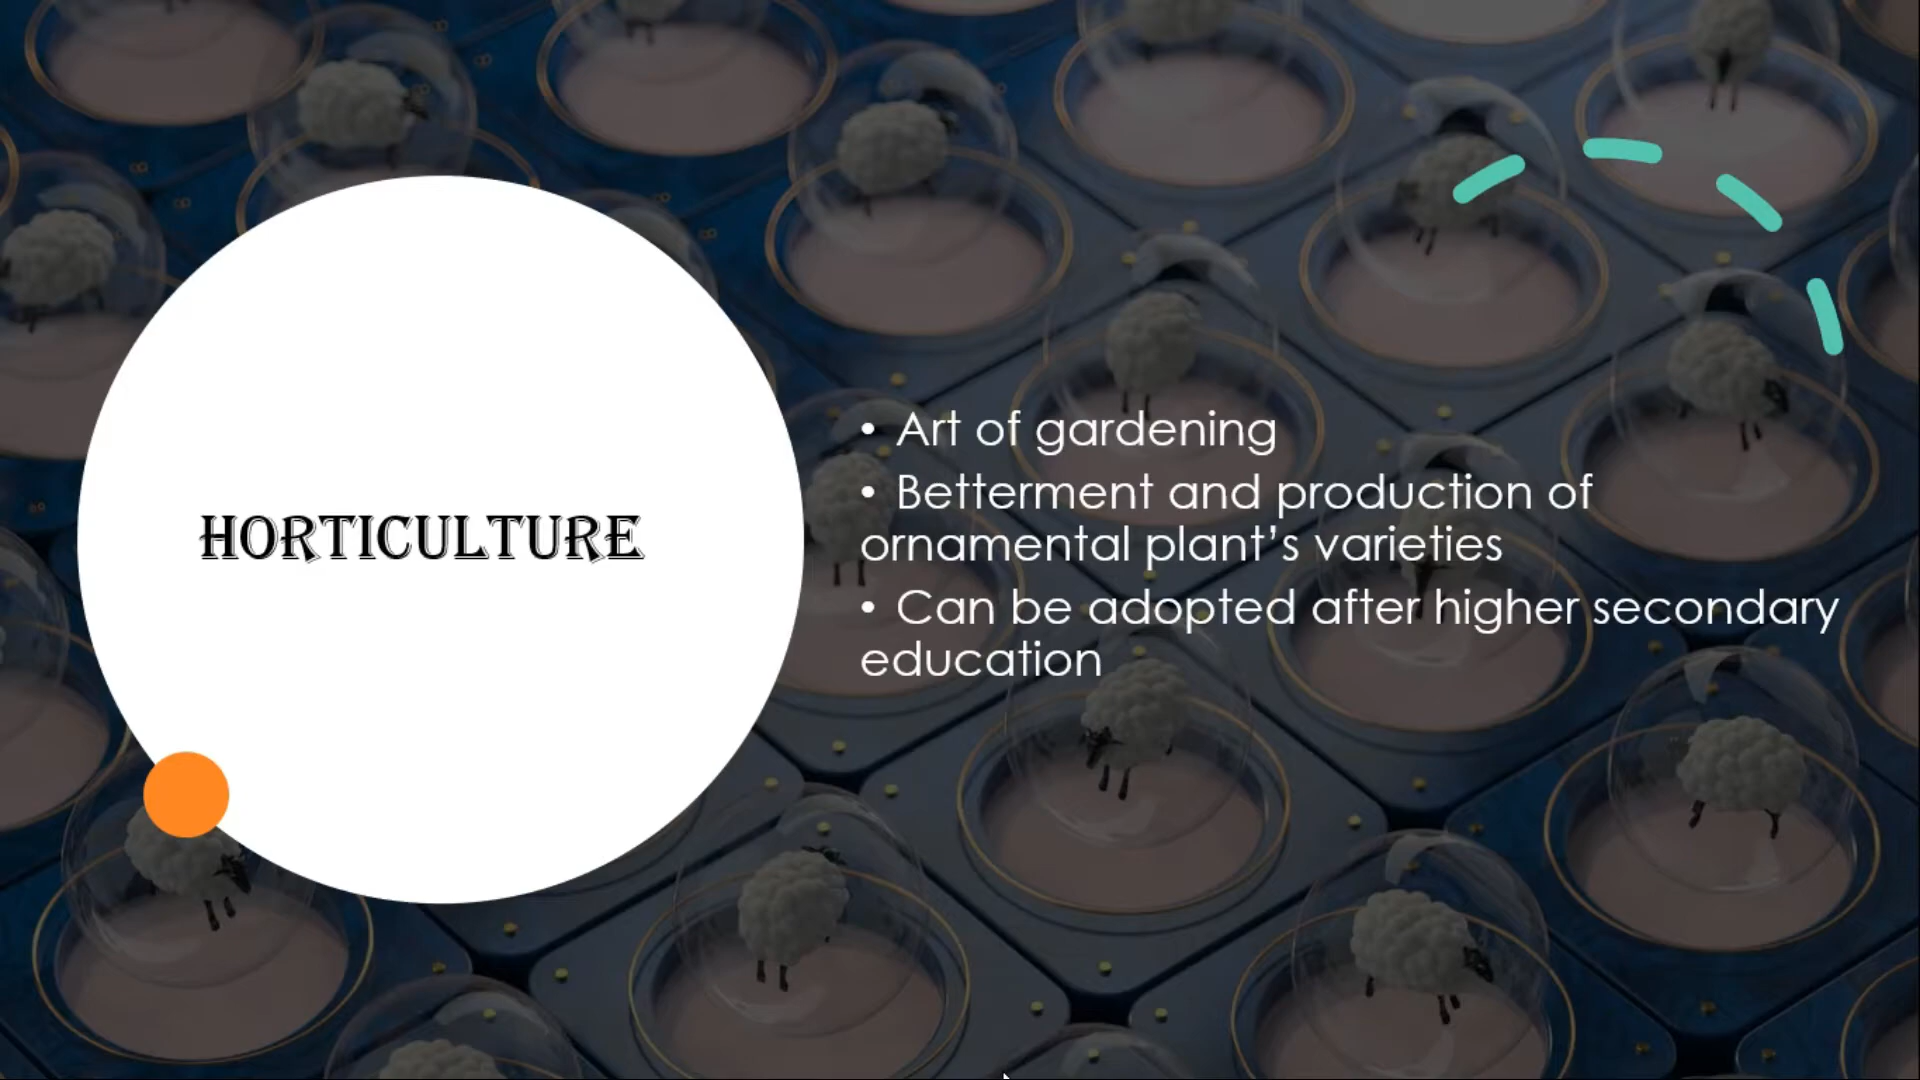 HORTICULTURE
• Art of gardening
• Betterment and production of
ornamental plant’s varieties
• Can be adopted after higher secondary
education